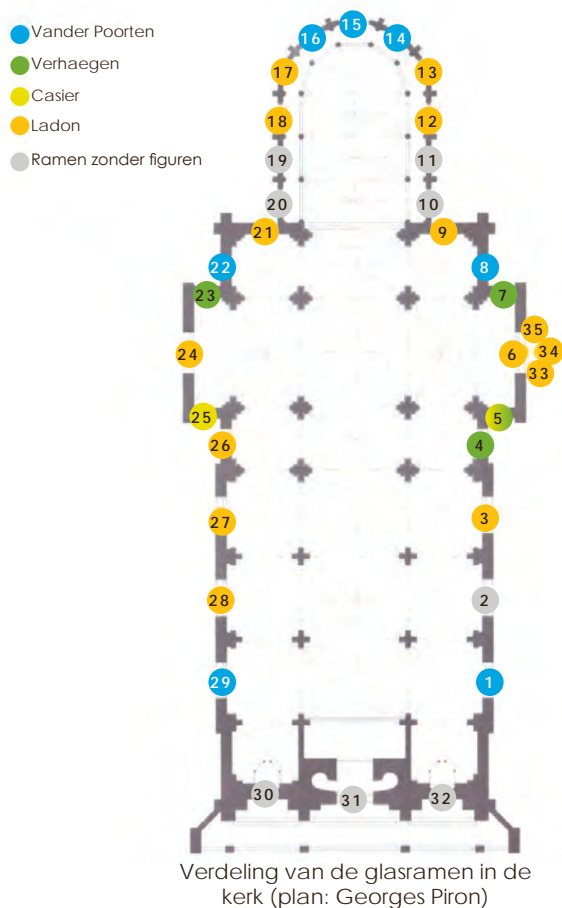 Vander Poorten
Verhaegen
Casier
Ladon
Ramen zonder figuren
15
16 14
17 13
18 12
19 11
20 10
21 9
22 8
23 7
35
24 6 34
33
25 5
26 4
27 3
28 2
29 1
30 31 32
Verdeling van de glasramen in de
kerk (plan: Georges Piron)